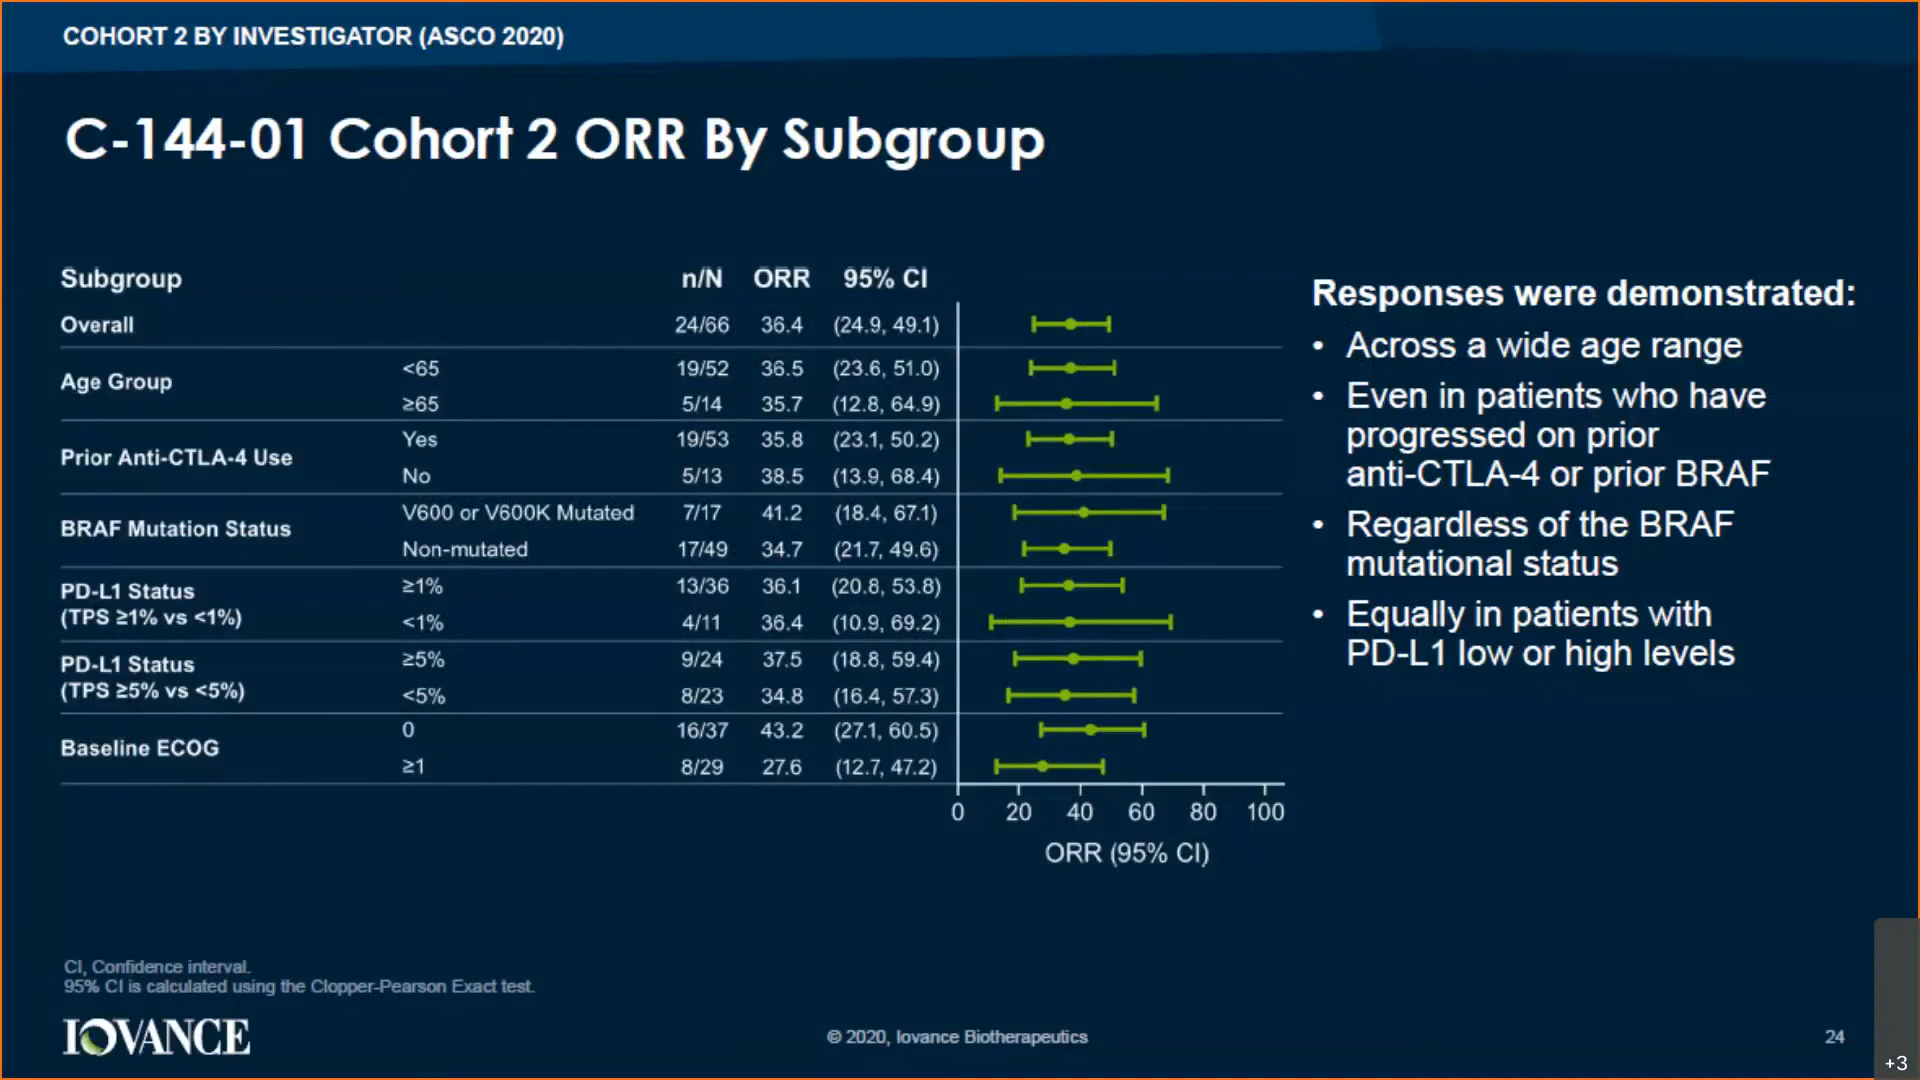 COHORT 2 BY INVESTIGATOR (ASCO 2020)
C-144-01 Cohort 2 ORR By Subgroup
Subgroup n/N ORR 95% CI
Overall 24/66 36.4 (24.9, 49.1)
Age Group
<65 19/52 36.5 (23.6, 51.0)
≥65 5/14 35.7 (12.8, 64.9)
Prior Anti-CTLA-4 Use
Yes 19/53 35.8 (23.1, 50.2)
No 5/13 38.5 (13.9, 68.4)
BRAF Mutation Status
V600 or V600K Mutated 7/17 41.2 (18.4, 67.1)
Non-mutated 17/49 34.7 (21.7, 49.6)
PD-L1 Status
(TPS ≥1% vs <1%)
≥1% 13/36 36.1 (20.8, 53.8)
<1% 4/11 36.4 (10.9, 69.2)
PD-L1 Status
(TPS ≥5% vs <5%)
≥5% 9/24 37.5 (18.8, 59.4)
<5% 8/23 34.8 (16.4, 57.3)
Baseline ECOG
0 16/37 43.2 (27.1, 60.5)
≥1 8/29 27.6 (12.7, 47.2)
0 20 40 60 80 100
ORR (95% CI)
Responses were demonstrated:
• Across a wide age range
• Even in patients who have
progressed on prior
anti-CTLA-4 or prior BRAF
• Regardless of the BRAF
mutational status
• Equally in patients with
PD-L1 low or high levels
CI, Confidence interval.
95% CI is calculated using the Clopper-Pearson Exact test.
IOVANCE
© 2020, Iovance Biotherapeutics
24
+3